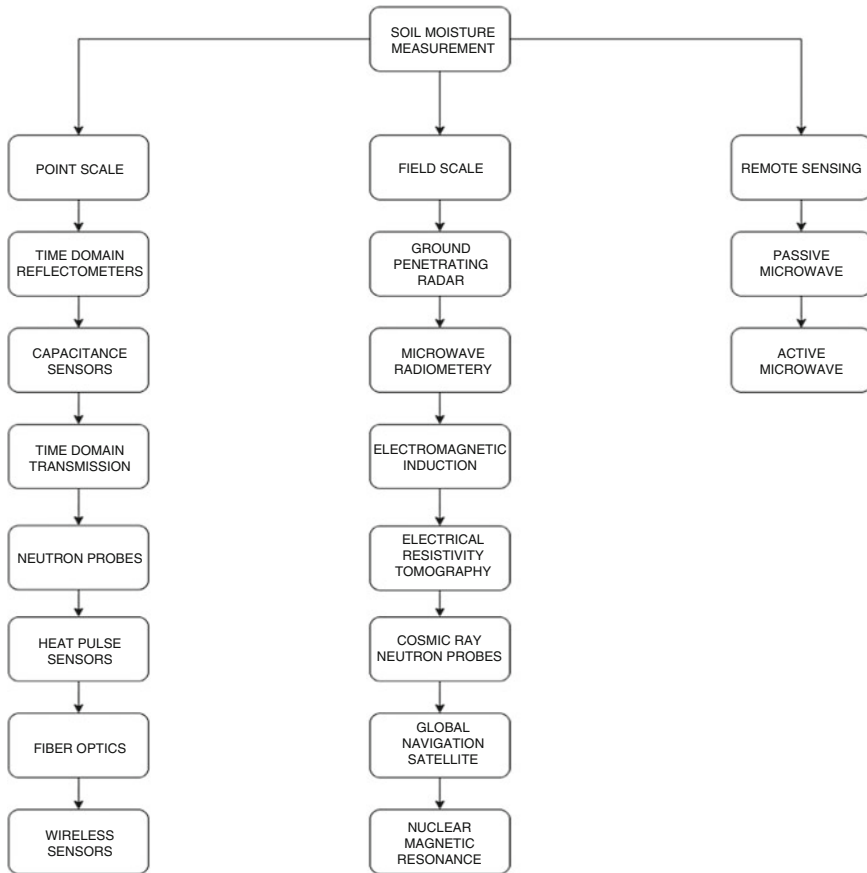 SOIL MOISTURE
MEASUREMENT
POINT SCALE
TIME DOMAIN
REFLECTOMETERS
CAPACITANCE
SENSORS
TIME DOMAIN
TRANSMISSION
NEUTRON PROBES
HEAT PULSE
SENSORS
FIBER OPTICS
WIRELESS
SENSORS
FIELD SCALE
GROUND
PENETRATING
RADAR
MICROWAVE
RADIOMETERY
ELECTROMAGNETIC
INDUCTION
ELECTRICAL
RESISTIVITY
TOMOGRAPHY
COSMIC RAY
NEUTRON PROBES
GLOBAL
NAVIGATION
SATELLITE
NUCLEAR
MAGNETIC
RESONANCE
REMOTE SENSING
PASSIVE
MICROWAVE
ACTIVE
MICROWAVE